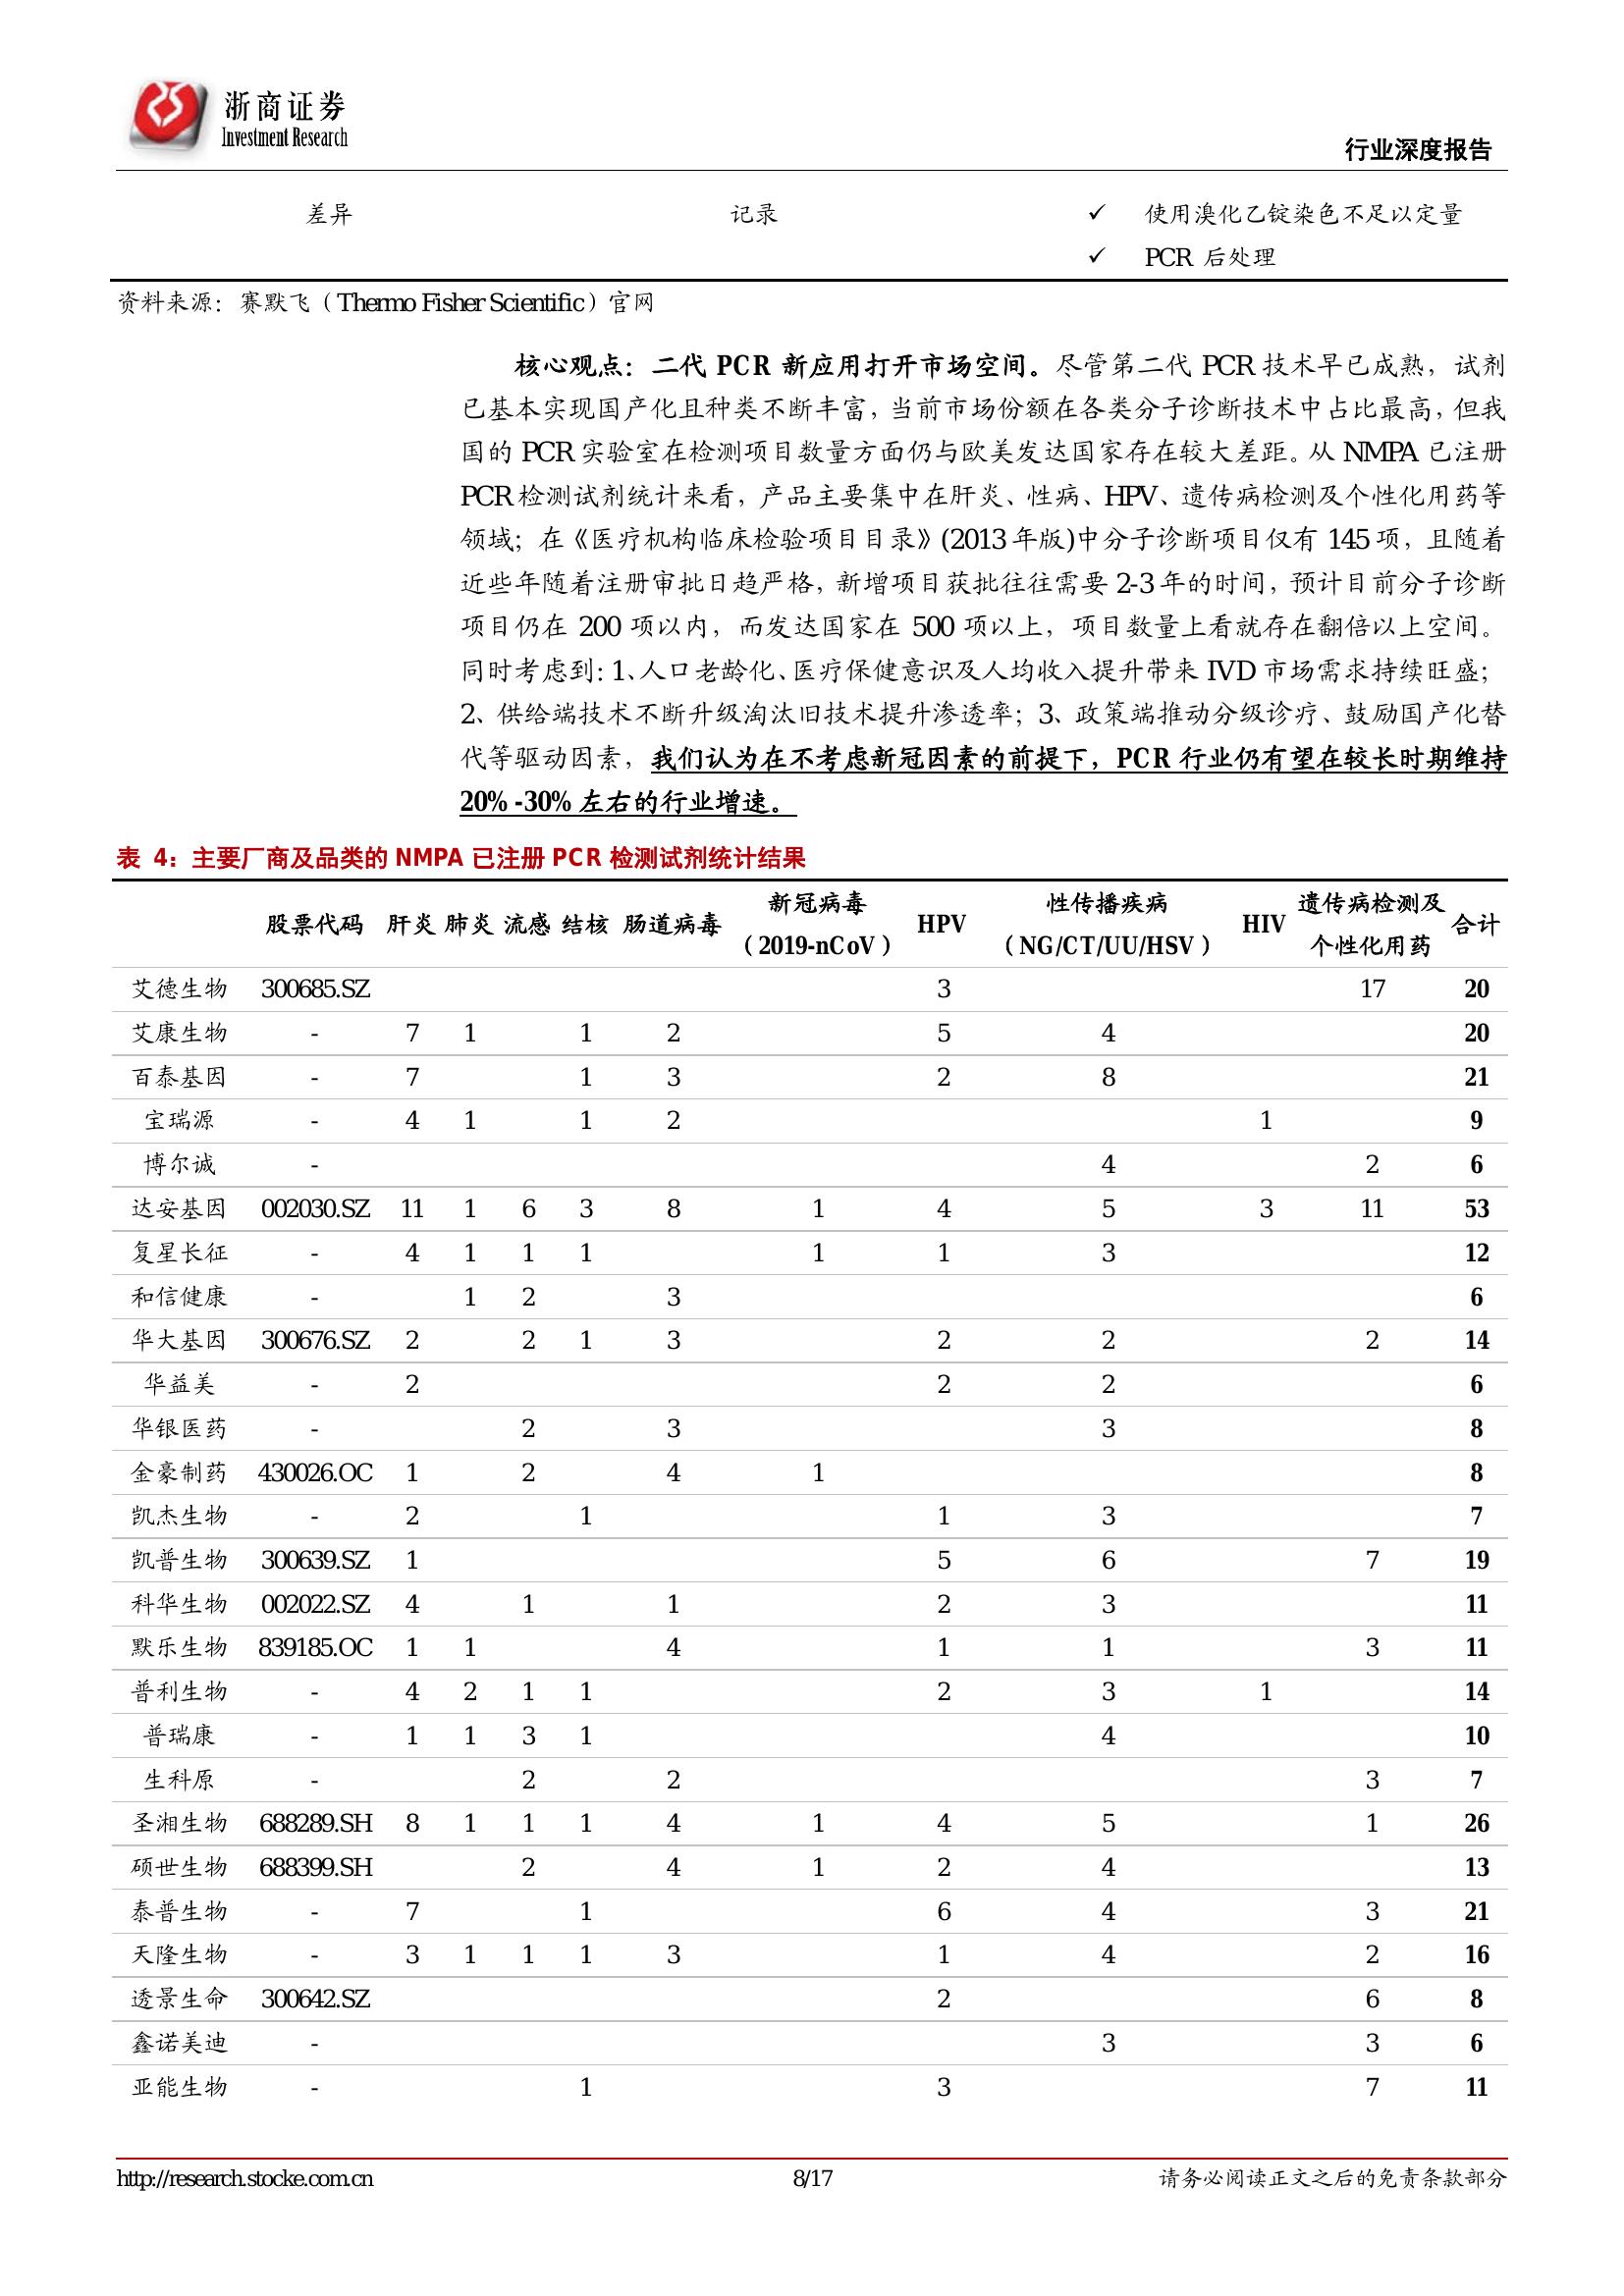 浙商证券
Investment Research
行业深度报告
差异 记录 ✓ 使用溴化乙锭染色不足以定量
✓ PCR 后处理
资料来源：赛默飞（Thermo Fisher Scientific）官网
核心观点：二代 PCR 新应用打开市场空间。尽管第二代 PCR 技术早已成熟，试剂
已基本实现国产化且种类不断丰富，当前市场份额在各类分子诊断技术中占比最高，但我
国的 PCR 实验室在检测项目数量方面仍与欧美发达国家存在较大差距。从 NMPA 已注册
PCR 检测试剂统计来看，产品主要集中在肝炎、性病、HPV、遗传病检测及个性化用药等
领域；在《医疗机构临床检验项目目录》(2013 年版)中分子诊断项目仅有 145 项，且随着
近些年随着注册审批日趋严格，新增项目获批往往需要 2-3 年的时间，预计目前分子诊断
项目仍在 200 项以内，而发达国家在 500 项以上，项目数量上看就存在翻倍以上空间。
同时考虑到：1、人口老龄化、医疗保健意识及人均收入提升带来 IVD 市场需求持续旺盛；
2、供给端技术不断升级淘汰旧技术提升渗透率；3、政策端推动分级诊疗、鼓励国产化替
代等驱动因素，我们认为在不考虑新冠因素的前提下，PCR 行业仍有望在较长时期维持
20% -30% 左右的行业增速。
表 4：主要厂商及品类的 NMPA 已注册 PCR 检测试剂统计结果
股票代码 肝炎 肺炎 流感 结核 肠道病毒 新冠病毒（2019-nCoV） HPV 性传播疾病（NG/CT/UU/HSV） HIV 遗传病检测及个性化用药 合计
艾德生物 300685.SZ 3 17 20
艾康生物 - 7 1 1 2 5 4 20
百泰基因 - 7 1 3 2 8 21
宝瑞源 - 4 1 1 2 1 9
博尔诚 - 4 2 6
达安基因 002030.SZ 11 1 6 3 8 1 4 5 3 11 53
复星长征 - 4 1 1 1 1 1 3 12
和信健康 - 1 2 3 6
华大基因 300676.SZ 2 2 1 3 2 2 2 14
华益美 - 2 2 2 6
华银医药 - 2 3 3 8
金豪制药 430026.OC 1 2 4 1 8
凯杰生物 - 2 1 1 3 7
凯普生物 300639.SZ 1 5 6 7 19
科华生物 002022.SZ 4 1 1 2 3 11
默乐生物 839185.OC 1 1 4 1 1 3 11
普利生物 - 4 2 1 1 2 3 1 14
普瑞康 - 1 1 3 1 4 10
生科原 - 2 2 3 7
圣湘生物 688289.SH 8 1 1 1 4 1 4 5 1 26
硕世生物 688399.SH 2 4 1 2 4 13
泰普生物 - 7 1 6 4 3 21
天隆生物 - 3 1 1 1 3 1 4 2 16
透景生命 300642.SZ 2 6 8
鑫诺美迪 - 3 3 6
亚能生物 - 1 3 7 11
http://research.stocke.com.cn 8/17 请务必阅读正文之后的免责条款部分